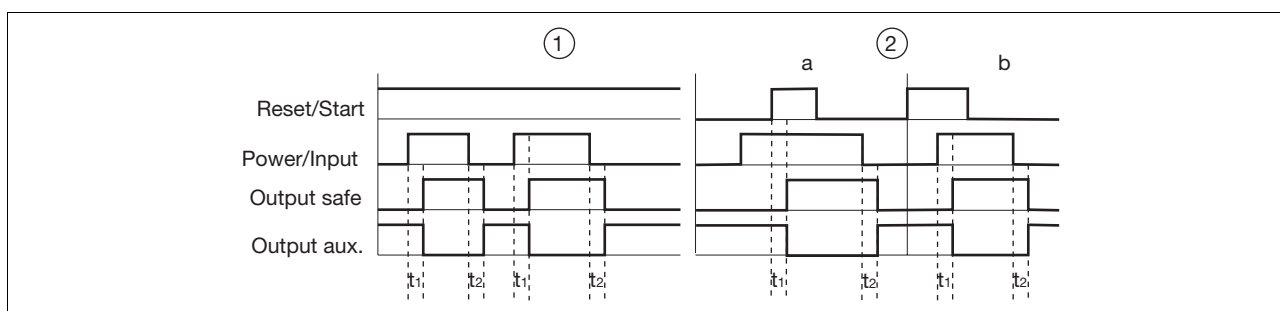 ① ②
a b
Reset/Start
Power/Input
Output safe
Output aux.
t1 t2 t1 t2 t1 t2 t1 t2